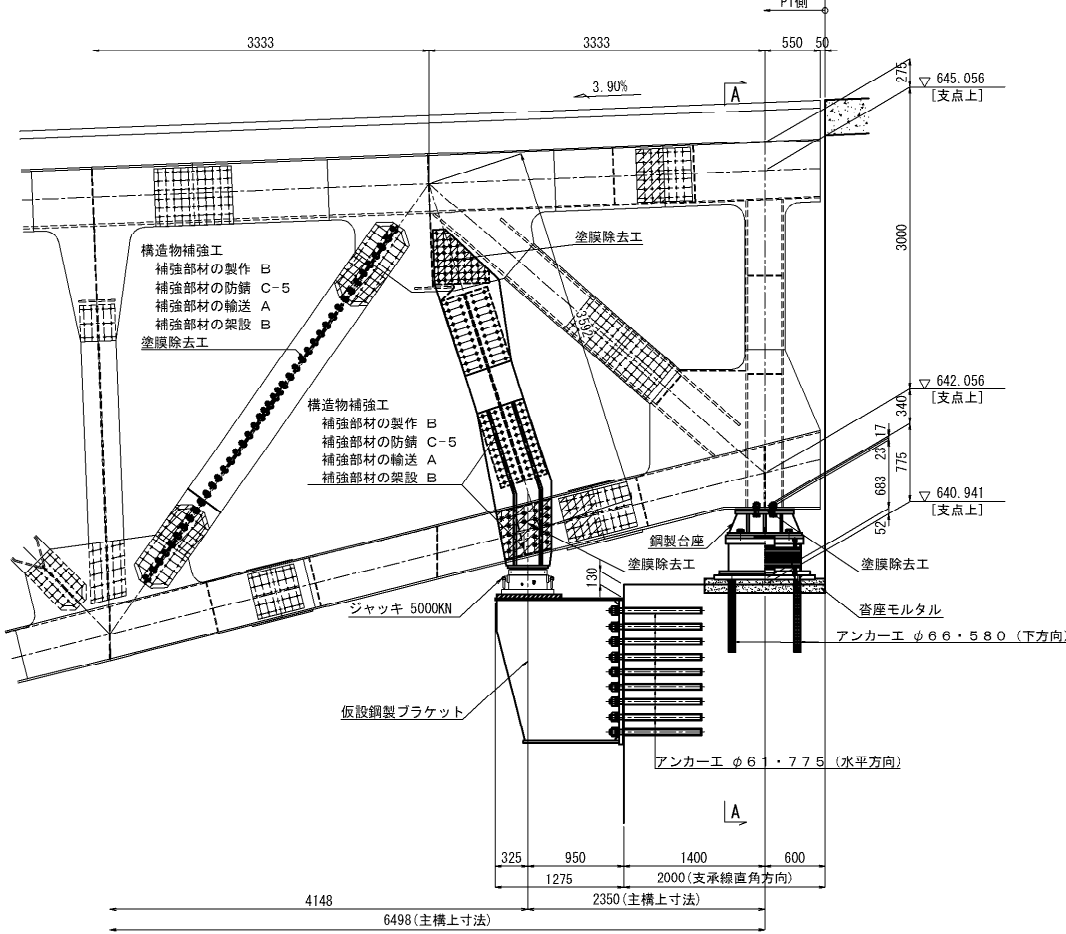 P1側
3333
3333
550
50
3.90%
A
275
645.056
[支点上]
3000
塗膜除去工
構造物補強工
補強部材の製作 B
補強部材の防錆 C-5
補強部材の輸送 A
補強部材の架設 B
塗膜除去工
642.056
[支点上]
340
構造物補強工
補強部材の製作 B
補強部材の防錆 C-5
補強部材の輸送 A
補強部材の架設 B
17
23
775
683
640.941
[支点上]
52
鋼製台座
塗膜除去工
塗膜除去工
130
ジャッキ 5000KN
沓座モルタル
アンカー工 φ66・580 (下方向)
仮設鋼製ブラケット
アンカー工 φ61・775 (水平方向)
A
325
950
1400
600
1275
2000(支承線直角方向)
4148
2350(主構上寸法)
6498(主構上寸法)